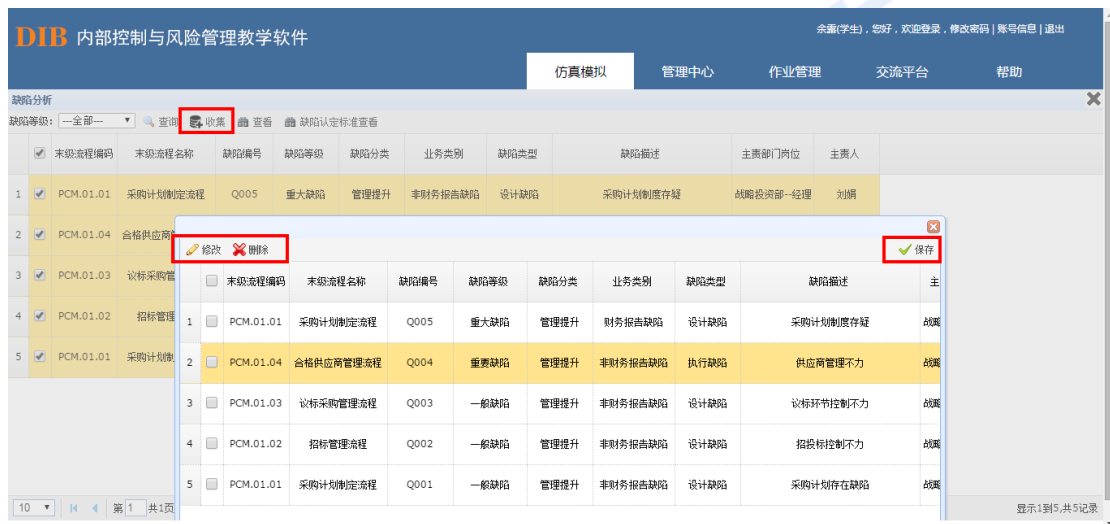 DIB 内部控制与风险管理教学软件
余露(学生)，您好，欢迎登录，修改密码 | 账号信息 | 退出
仿真模拟 管理中心 作业管理 交流平台 帮助
缺陷分析
缺陷等级: ---全部--- 查询 收集 查看 缺陷认定标准查看
末级流程编码 末级流程名称 缺陷编号 缺陷等级 缺陷分类 业务类别 缺陷类型 缺陷描述 主责部门岗位 主责人
1 PCM.01.01 采购计划制定流程 Q005 重大缺陷 管理提升 非财务报告缺陷 设计缺陷 采购计划制度存疑 战略投资部--经理 刘娟
2 PCM.01.04 合格供应商
3 PCM.01.03 议标采购管
4 PCM.01.02 招标管理
5 PCM.01.01 采购计划
修改 删除 保存
末级流程编码 末级流程名称 缺陷编号 缺陷等级 缺陷分类 业务类别 缺陷类型 缺陷描述 主
1 PCM.01.01 采购计划制定流程 Q005 重大缺陷 管理提升 财务报告缺陷 设计缺陷 采购计划制度存疑 战略
2 PCM.01.04 合格供应商管理流程 Q004 重要缺陷 管理提升 非财务报告缺陷 执行缺陷 供应商管理不力 战略
3 PCM.01.03 议标采购管理流程 Q003 一般缺陷 管理提升 非财务报告缺陷 设计缺陷 议标环节控制不力 战略
4 PCM.01.02 招标管理流程 Q002 一般缺陷 管理提升 非财务报告缺陷 设计缺陷 招投标控制不力 战略
5 PCM.01.01 采购计划制定流程 Q001 一般缺陷 管理提升 非财务报告缺陷 设计缺陷 采购计划存在缺陷 战略
10 第 1 共1页 显示1到5,共5记录